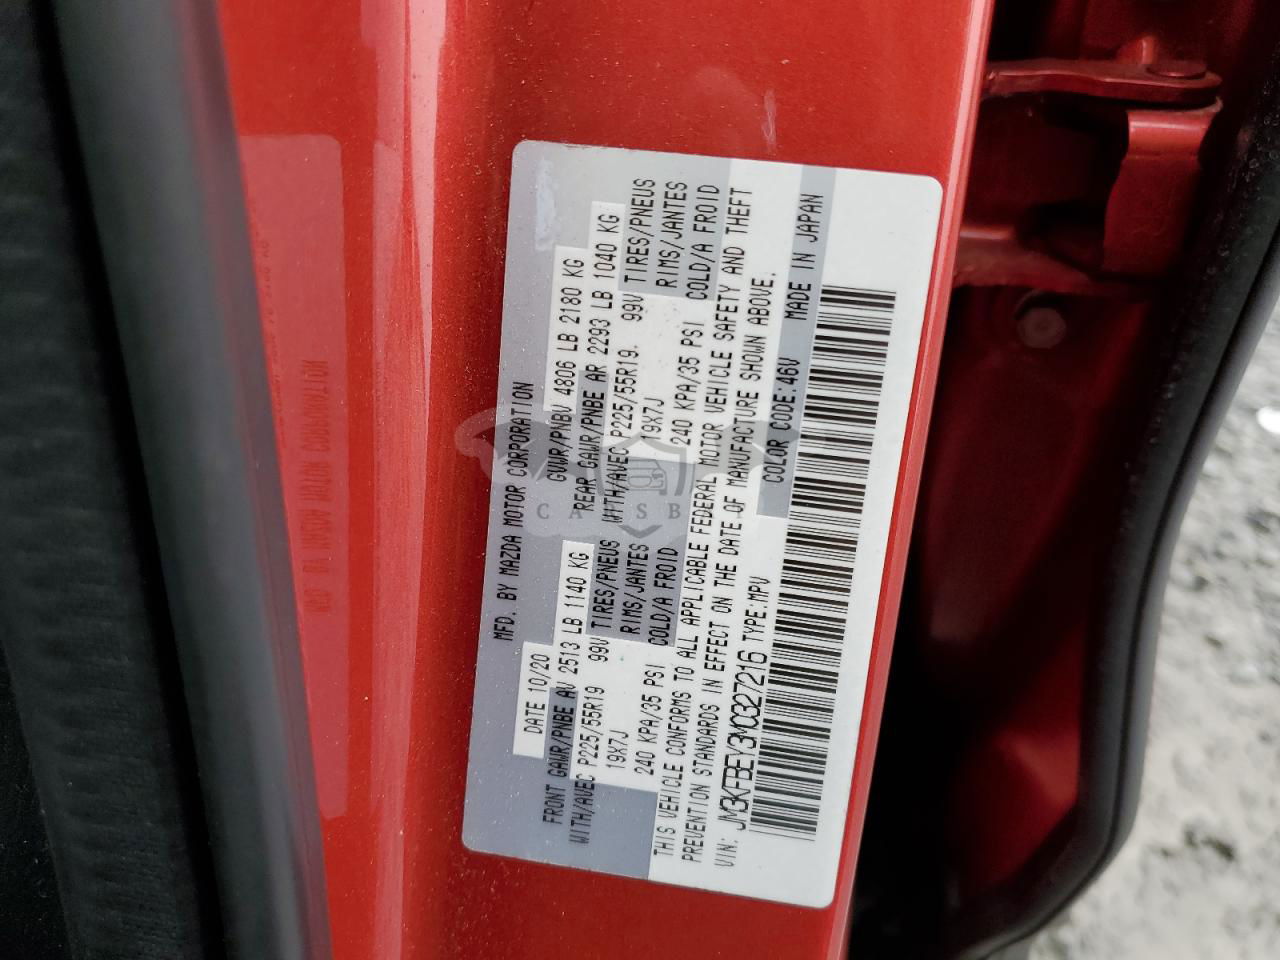 MFD. BY MAZDA MOTOR CORPORATION
DATE 10/20 GVWR/PNBV 4806 LB 2180 KG
FRONT GAWR/PNBE AV 2513 LB 1140 KG REAR GAWR/PNBE AR 2293 LB 1040 KG
WITH/AVEC P225/55R19 99V TIRES/PNEUS WITH/AVEC P225/55R19. 99V TIRES/PNEUS
19X7J RIMS/JANTES 19X7J RIMS/JANTES
240 KPA/35 PSI COLD/A FROID 240 KPA/35 PSI COLD/A FROID
THIS VEHICLE CONFORMS TO ALL APPLICABLE FEDERAL MOTOR VEHICLE SAFETY AND THEFT
PREVENTION STANDARDS IN EFFECT ON THE DATE OF MANUFACTURE SHOWN ABOVE.
VIN: JM3KFBEY3M0327216 TYPE:MPV COLOR CODE:46V MADE IN JAPAN